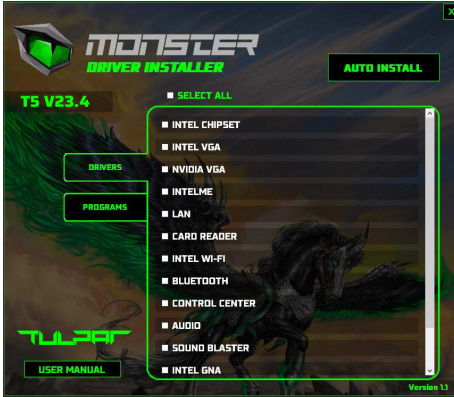 X
MONSTER
DRIVER INSTALLER
AUTO INSTALL
T5 V23.4
SELECT ALL
INTEL CHIPSET
INTEL VGA
NVIDIA VGA
INTELME
LAN
CARD READER
INTEL WI-FI
BLUETOOTH
CONTROL CENTER
AUDIO
SOUND BLASTER
INTEL GNA
DRIVERS
PROGRAMS
TULPAR
USER MANUAL
Version 1.1